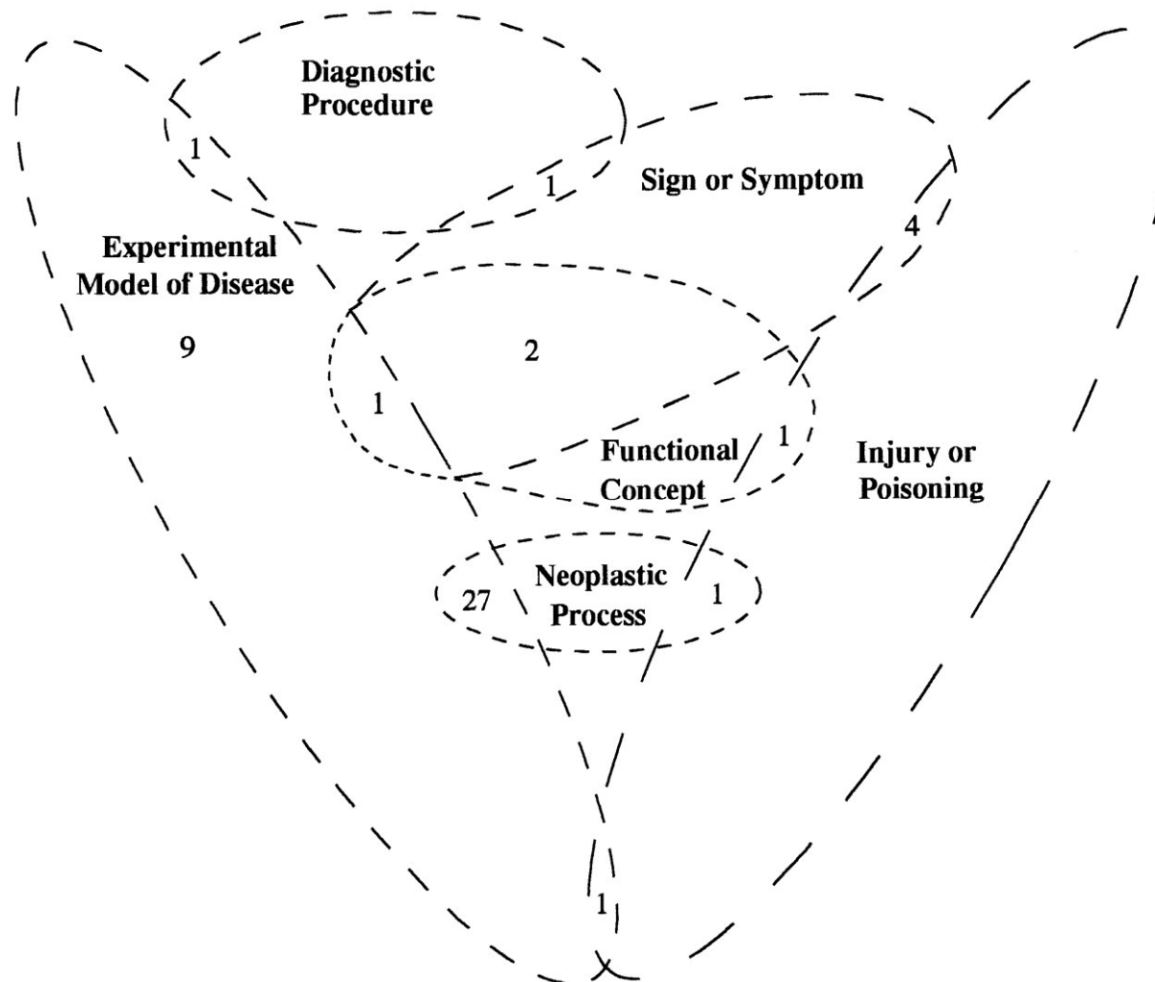 Diagnostic
Procedure
1
1
Sign or Symptom
4
Experimental
Model of Disease
9
2
1
Functional
Concept
1
Injury or
Poisoning
Neoplastic
Process
27
1
1